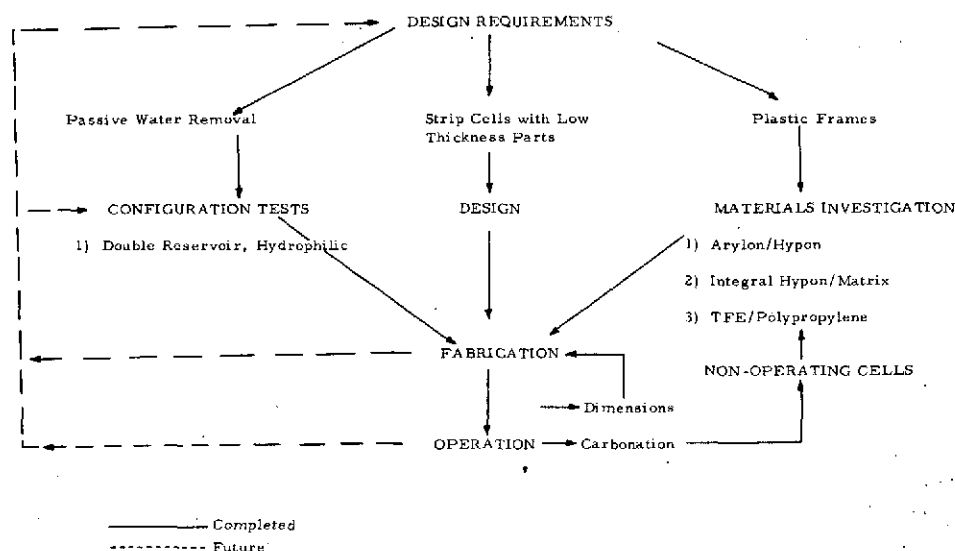 DESIGN REQUIREMENTS
Passive Water Removal
Strip Cells with Low
Thickness Parts
Plastic Frames
CONFIGURATION TESTS
DESIGN
MATERIALS INVESTIGATION
1) Double Reservoir, Hydrophilic
1) Arylon/Hypon
2) Integral Hypon/Matrix
3) TFE/Polypropylene
FABRICATION
NON-OPERATING CELLS
Dimensions
OPERATION
Carbonation
Completed
Future